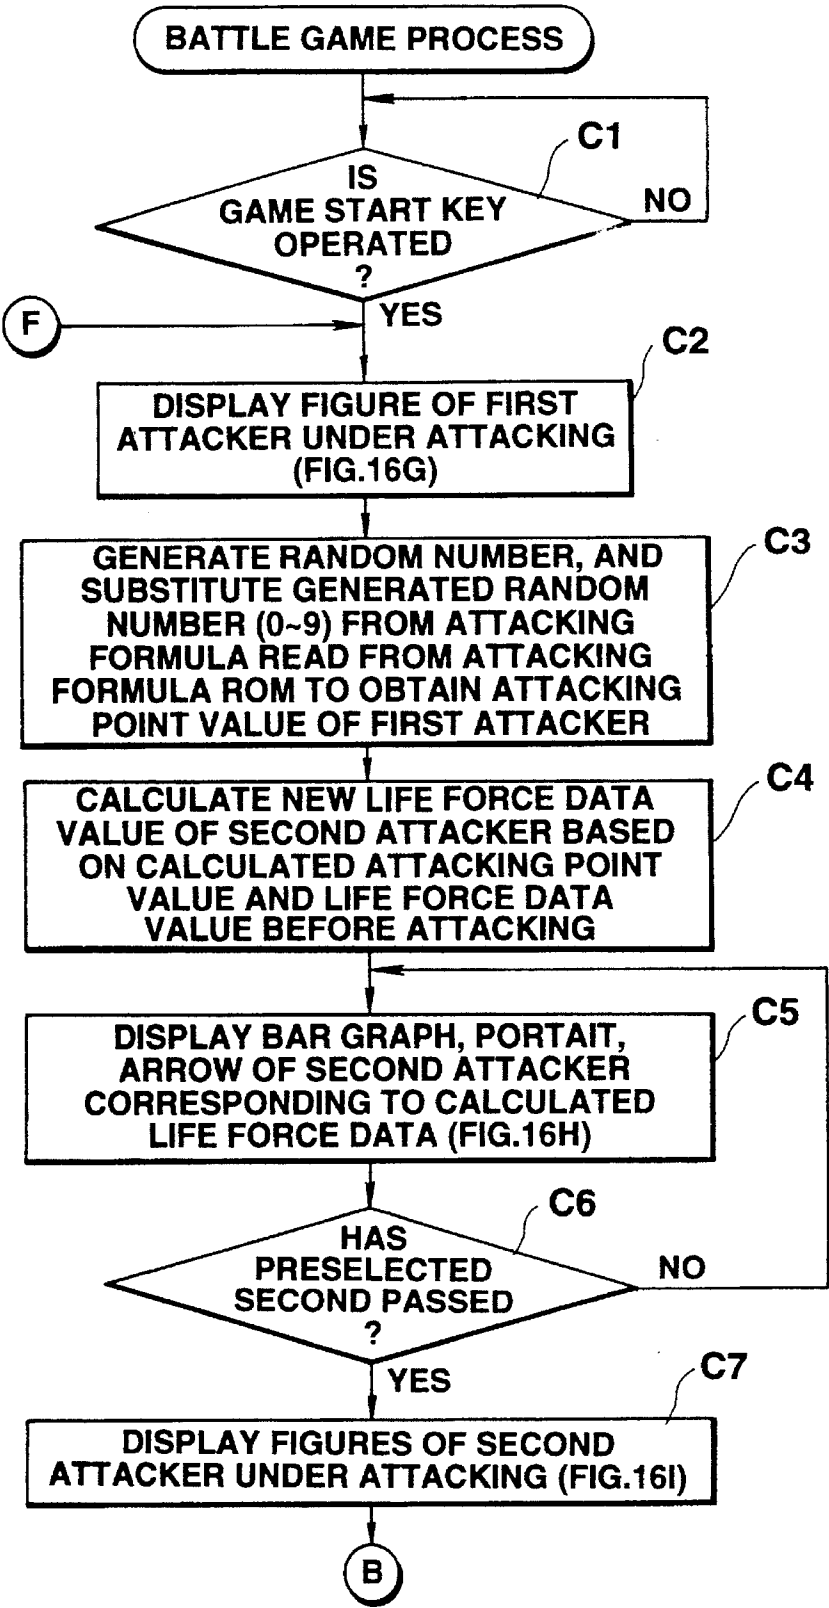 BATTLE GAME PROCESS
C1
IS
GAME START KEY
OPERATED
?
NO
YES
F
C2
DISPLAY FIGURE OF FIRST
ATTACKER UNDER ATTACKING
(FIG.16G)
C3
GENERATE RANDOM NUMBER, AND
SUBSTITUTE GENERATED RANDOM
NUMBER (0~9) FROM ATTACKING
FORMULA READ FROM ATTACKING
FORMULA ROM TO OBTAIN ATTACKING
POINT VALUE OF FIRST ATTACKER
C4
CALCULATE NEW LIFE FORCE DATA
VALUE OF SECOND ATTACKER BASED
ON CALCULATED ATTACKING POINT
VALUE AND LIFE FORCE DATA
VALUE BEFORE ATTACKING
C5
DISPLAY BAR GRAPH, PORTAIT,
ARROW OF SECOND ATTACKER
CORRESPONDING TO CALCULATED
LIFE FORCE DATA (FIG.16H)
C6
HAS
PRESELECTED
SECOND PASSED
?
NO
YES
C7
DISPLAY FIGURES OF SECOND
ATTACKER UNDER ATTACKING (FIG.16I)
B